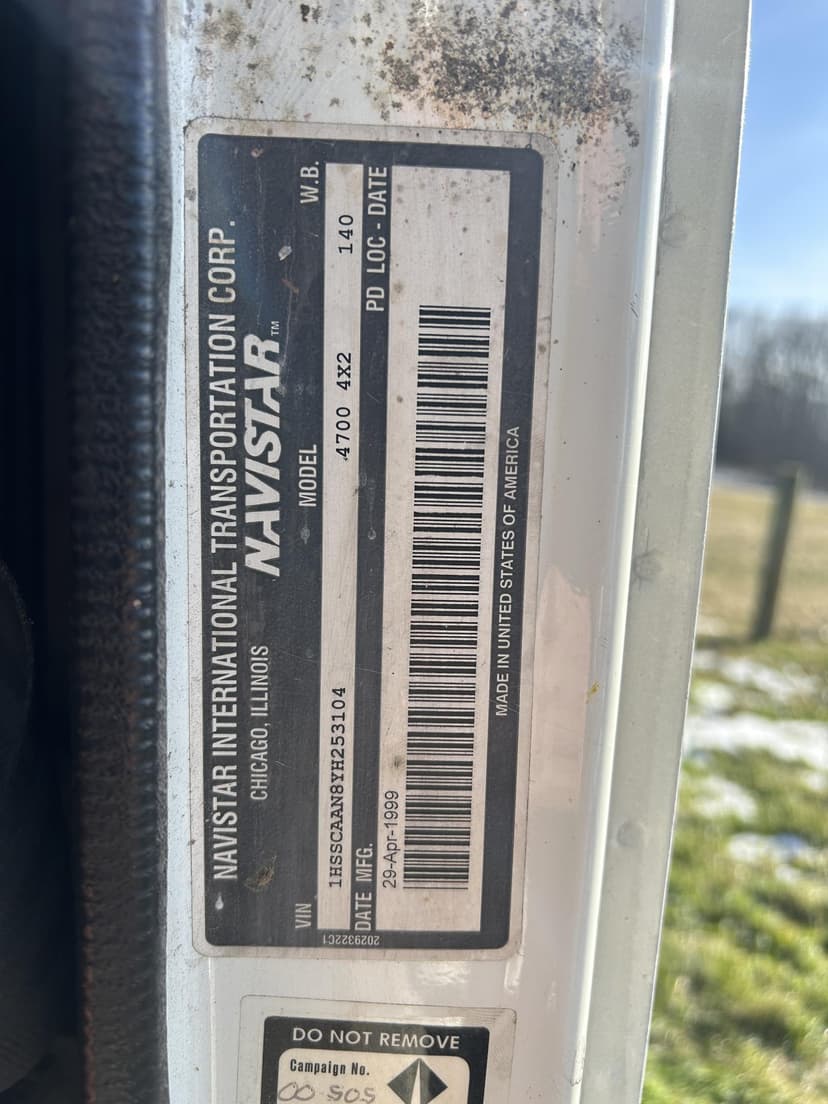 NAVISTAR INTERNATIONAL TRANSPORTATION CORP.
CHICAGO, ILLINOIS NAVISTAR™
VIN MODEL W.B.
1HSSCAAN8YH253104 4700 4X2 140
DATE MFG. PD LOC - DATE
29-Apr-1999
MADE IN UNITED STATES OF AMERICA
2029322C1
DO NOT REMOVE
Campaign No.
00 505